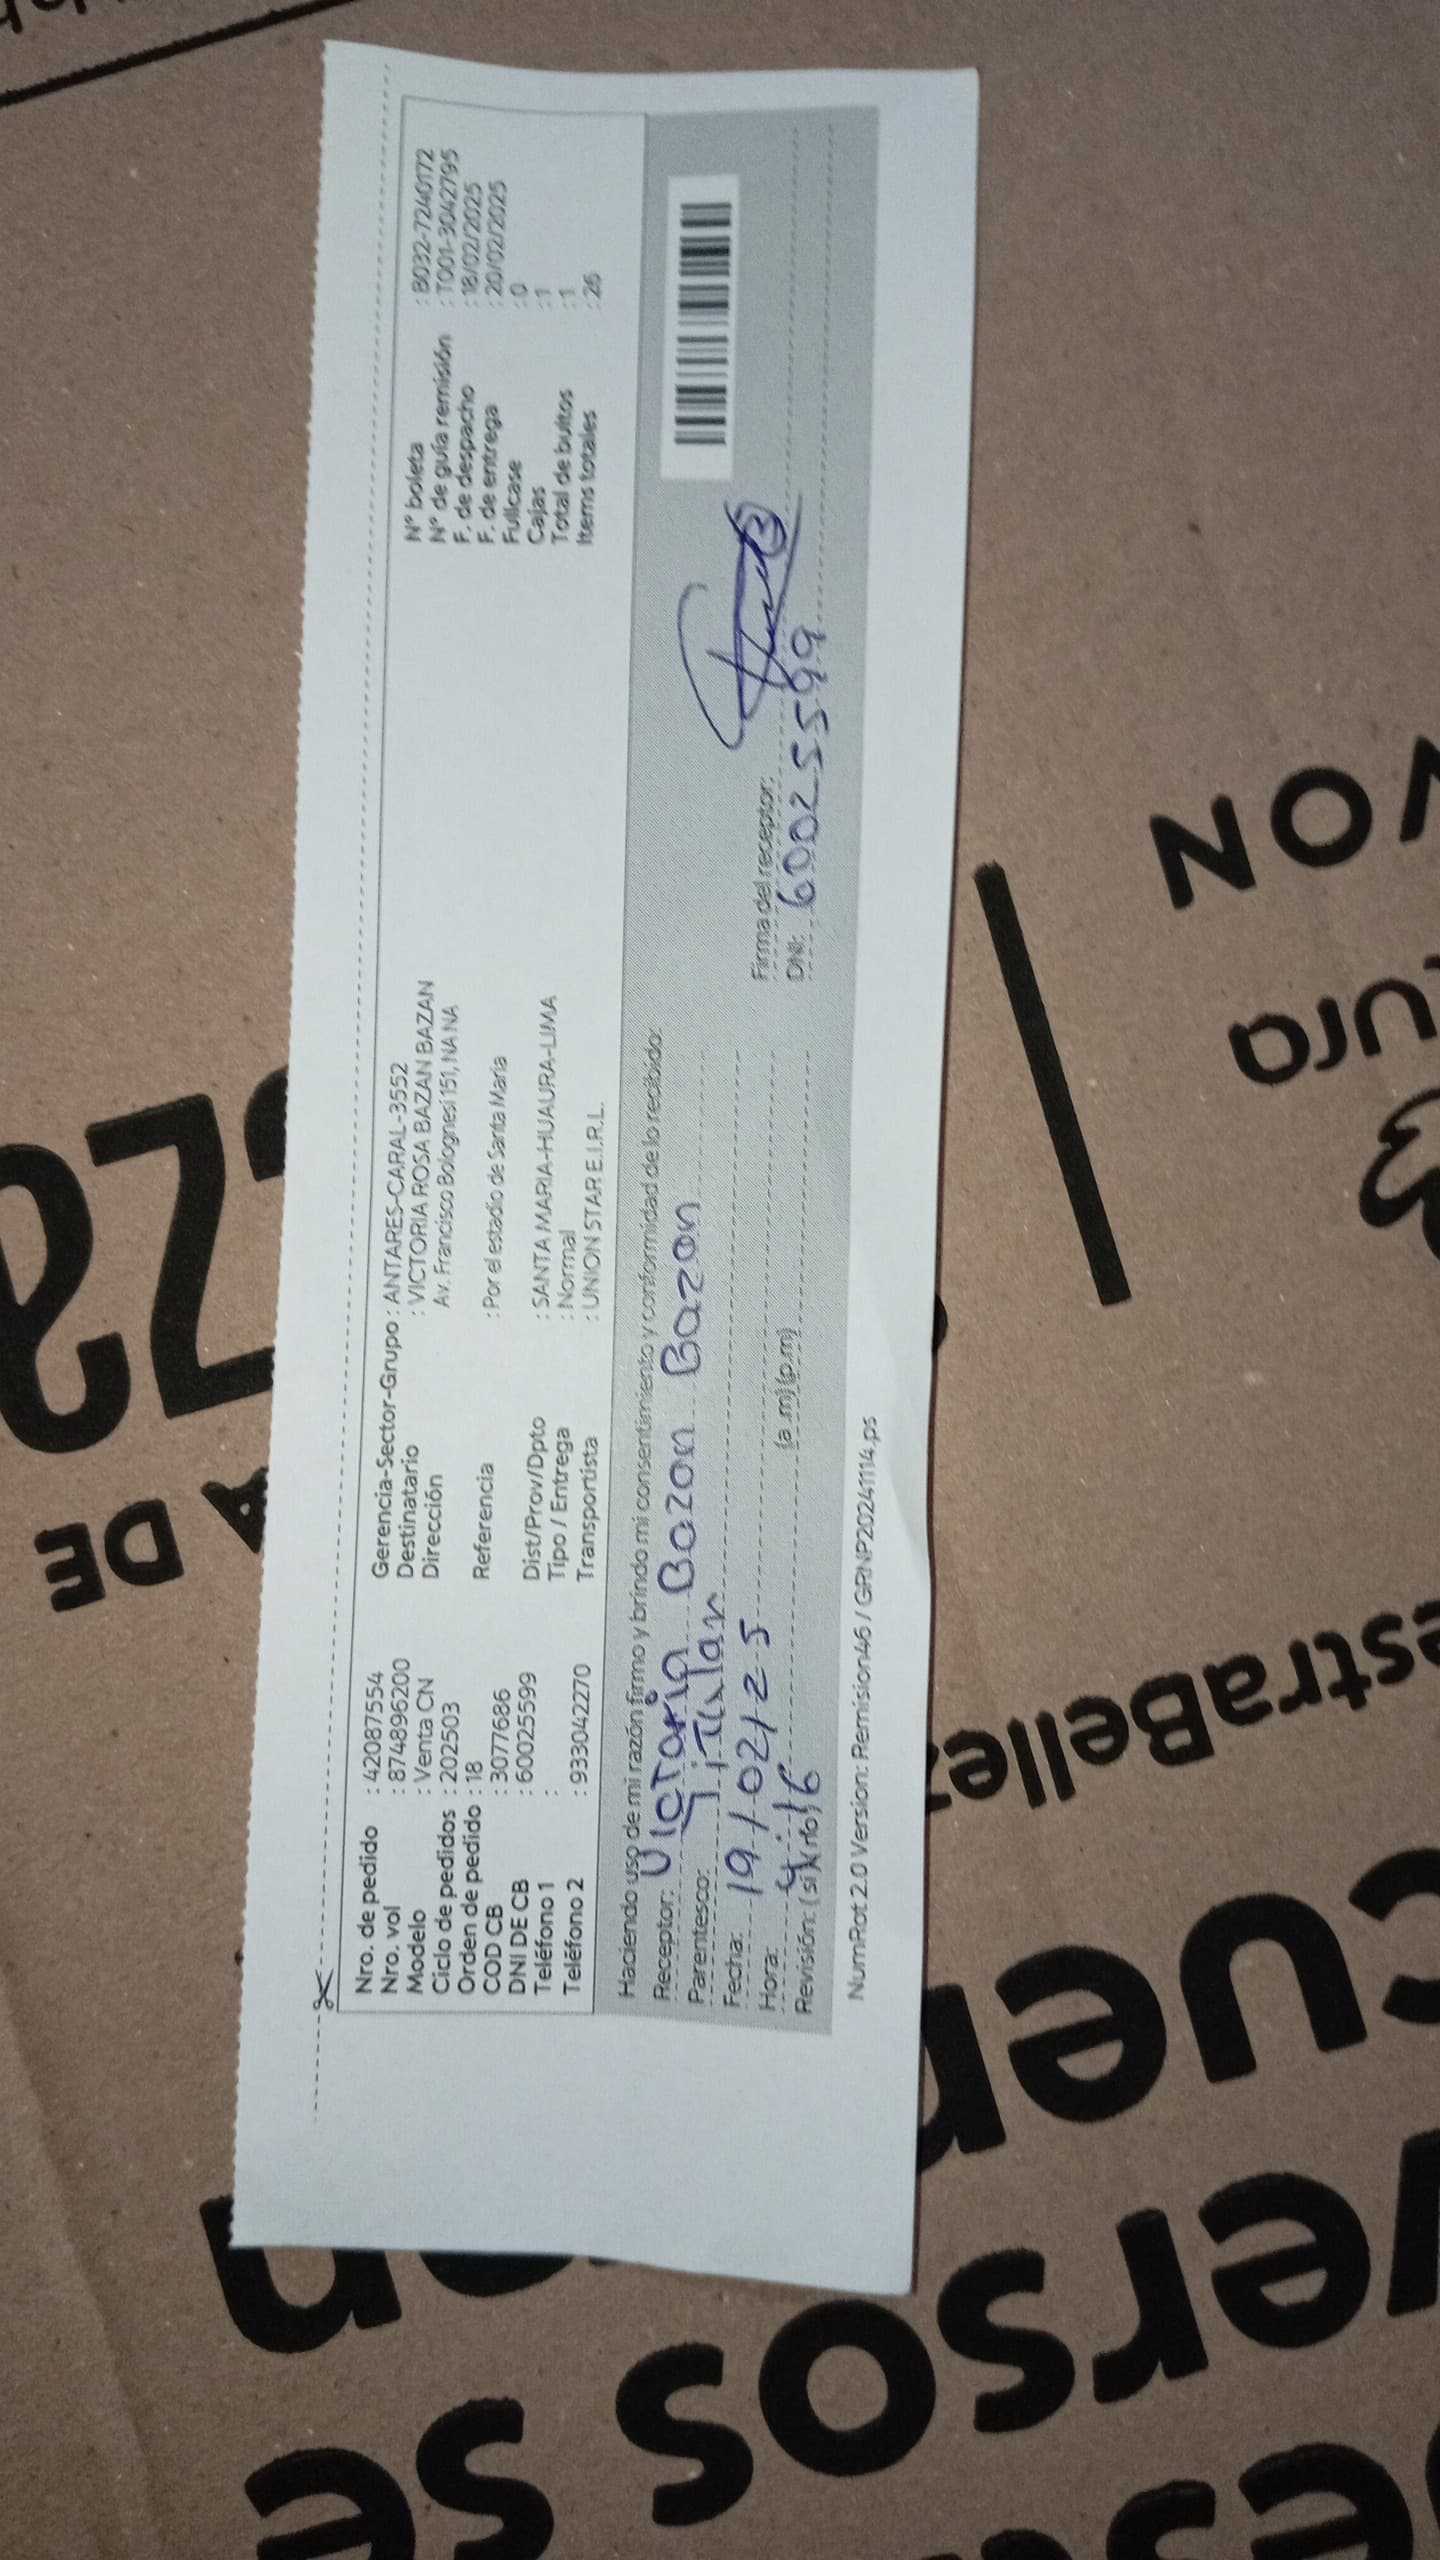 Nro. de pedido : 42087554
Nro. vol : 874896200
Modelo : Venta CN
Ciclo de pedidos : 202503
Orden de pedido : 18
COD CB : 3077686
DNI DE CB : 60025599
Teléfono 1 :
Teléfono 2 : 933042270
Gerencia-Sector-Grupo : ANTARES-CARAL-3552
Destinatario : VICTORIA ROSA BAZAN BAZAN
Dirección Av. Francisco Bolognesi 151, NA NA
Referencia : Por el estadio de Santa Maria
Dist/Prov/Dpto : SANTA MARIA-HUAURA-LIMA
Tipo / Entrega : Normal
Transportista : UNION STAR E.I.R.L.
N° boleta : B032-7240172
N° de guía remisión : T001-3042795
F. de despacho : 18/02/2025
F. de entrega : 20/02/2025
Fullcase : 0
Cajas : 1
Total de bultos : 1
Items totales : 26
Haciendo uso de mi razón firmo y brindo mi consentimiento y conformidad de lo recibido:
Receptor: Victoria Bazan Bazan
Parentesco: Titular
Fecha: 19/02/25
Hora: 4:16 (a.m) (p.m)
Revisión: (si) (no)
Firma del receptor:
DNI: 60025599
NumRot 2.0 Version: Remision46 / GRNP20241114.ps
A DE
VON
tura
estraBellez
cuer
versos
se